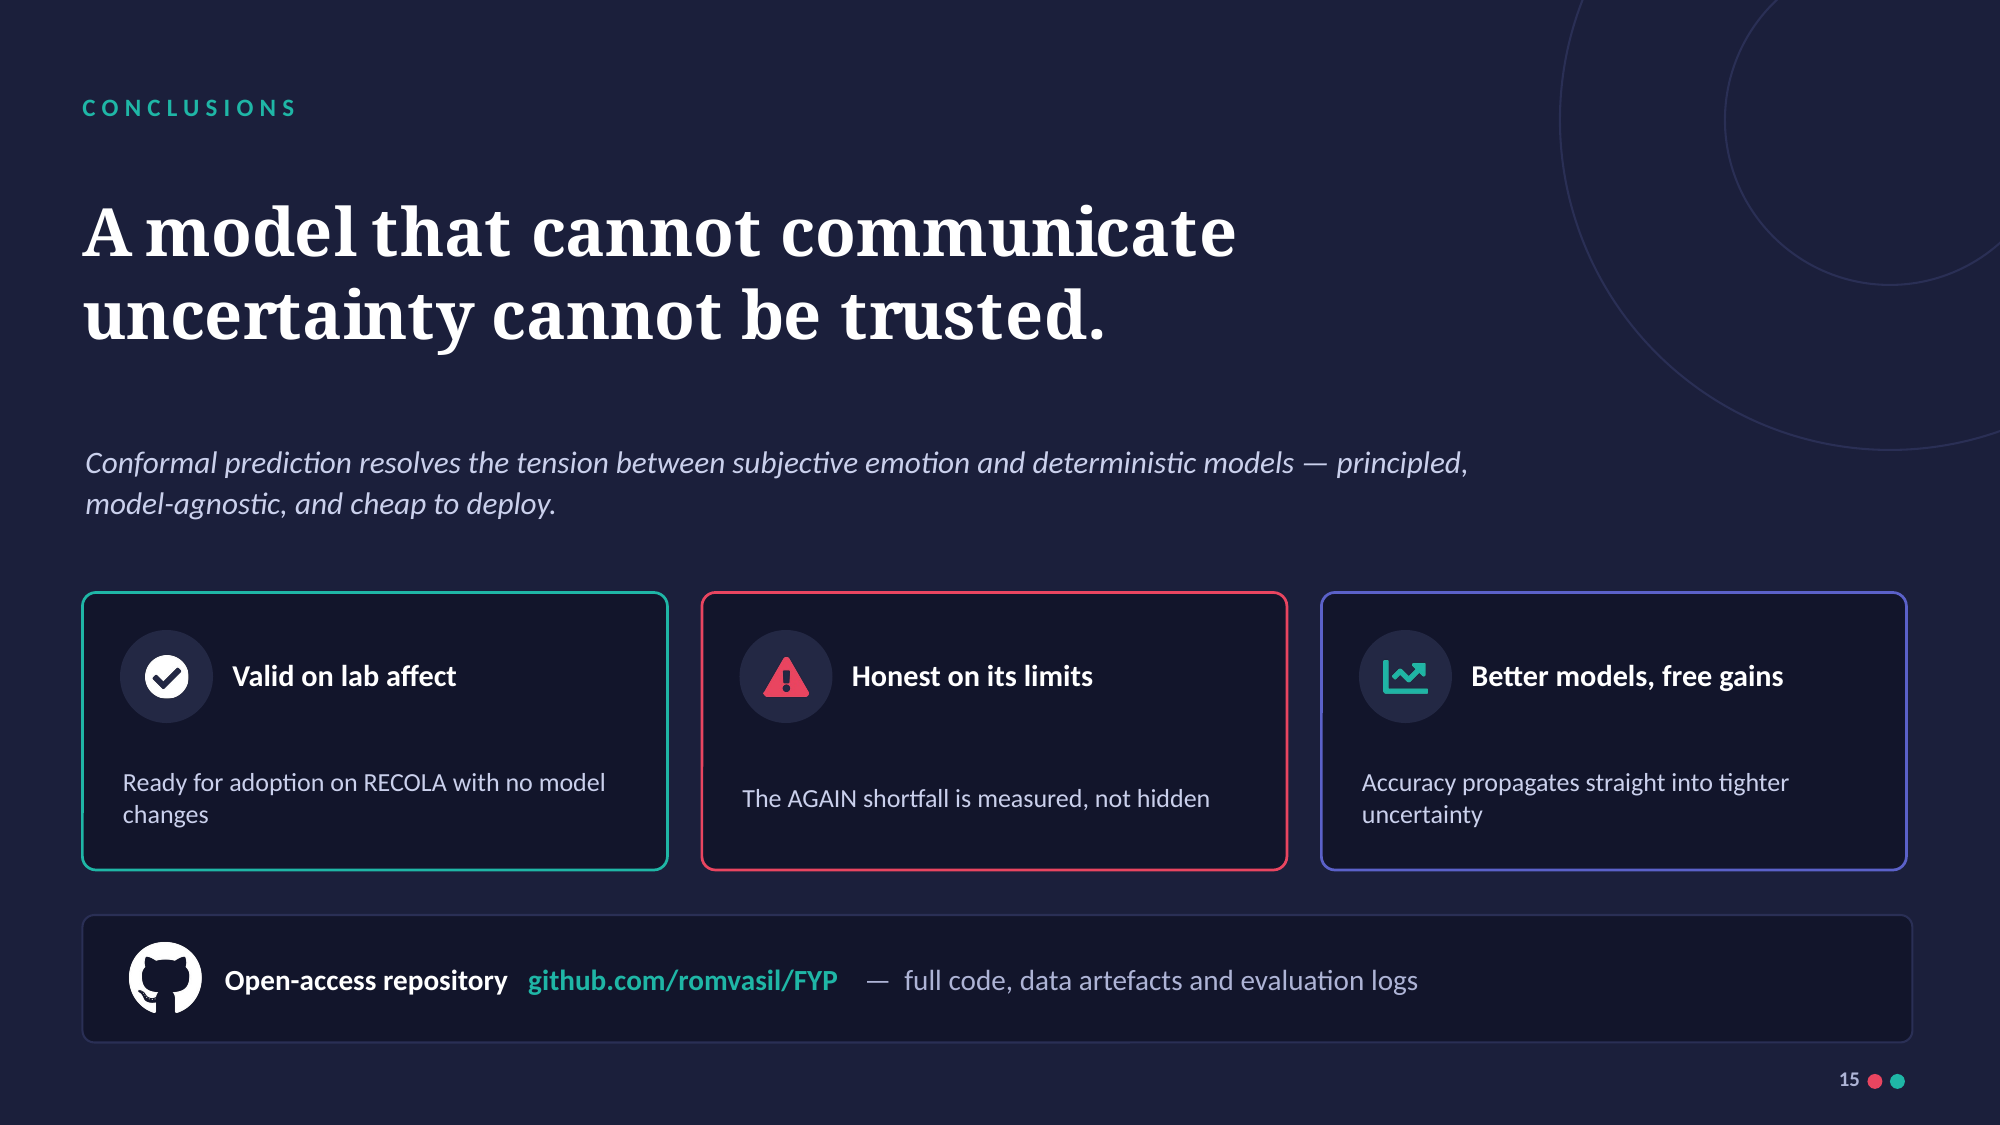 CONCLUSIONS
A model that cannot communicate
uncertainty cannot be trusted.
Conformal prediction resolves the tension between subjective emotion and deterministic models — principled,
model-agnostic, and cheap to deploy.
Valid on lab affect
Ready for adoption on RECOLA with no model
changes
Honest on its limits
The AGAIN shortfall is measured, not hidden
Better models, free gains
Accuracy propagates straight into tighter
uncertainty
Open-access repository github.com/romvasil/FYP — full code, data artefacts and evaluation logs
15